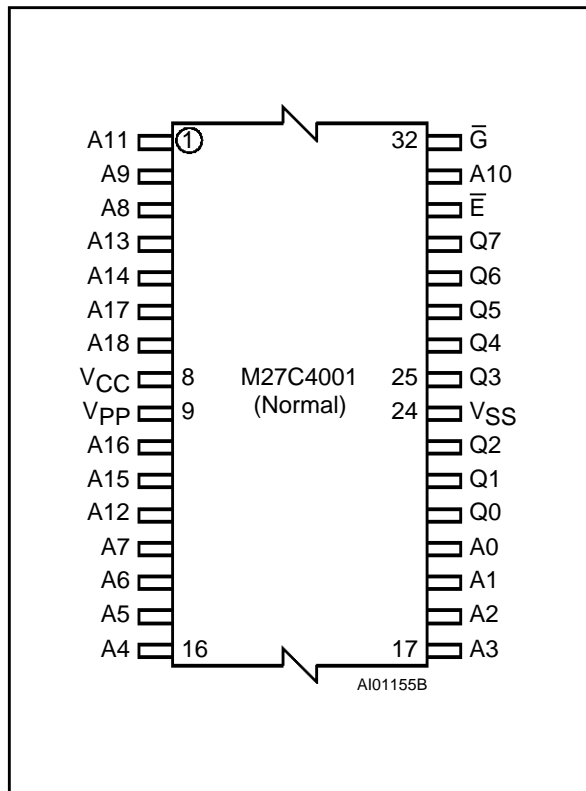 A11 1 32 G̅
A9 A10
A8 E̅
A13 Q7
A14 Q6
A17 Q5
A18 Q4
VCC 8 M27C4001 25 Q3
VPP 9 (Normal) 24 VSS
A16 Q2
A15 Q1
A12 Q0
A7 A0
A6 A1
A5 A2
A4 16 17 A3
AI01155B